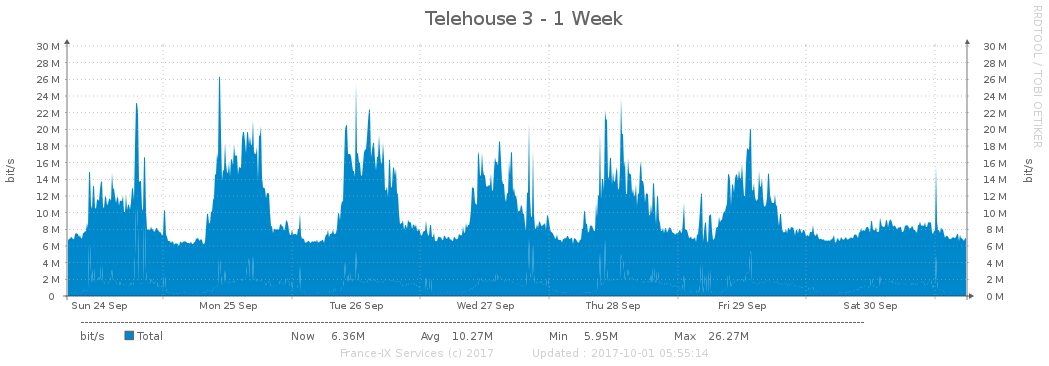 Telehouse 3 - 1 Week
RRDTOOL / TOBI OETIKER
30 M 30 M
28 M 28 M
26 M 26 M
24 M 24 M
22 M 22 M
20 M 20 M
18 M 18 M
16 M 16 M
14 M 14 M
12 M 12 M
10 M 10 M
8 M 8 M
6 M 6 M
4 M 4 M
2 M 2 M
0 0 M
bit/s
bit/s
Sun 24 Sep Mon 25 Sep Tue 26 Sep Wed 27 Sep Thu 28 Sep Fri 29 Sep Sat 30 Sep
bit/s Total Now 6.36M Avg 10.27M Min 5.95M Max 26.27M
France-IX Services (c) 2017 Updated : 2017-10-01 05:55:14